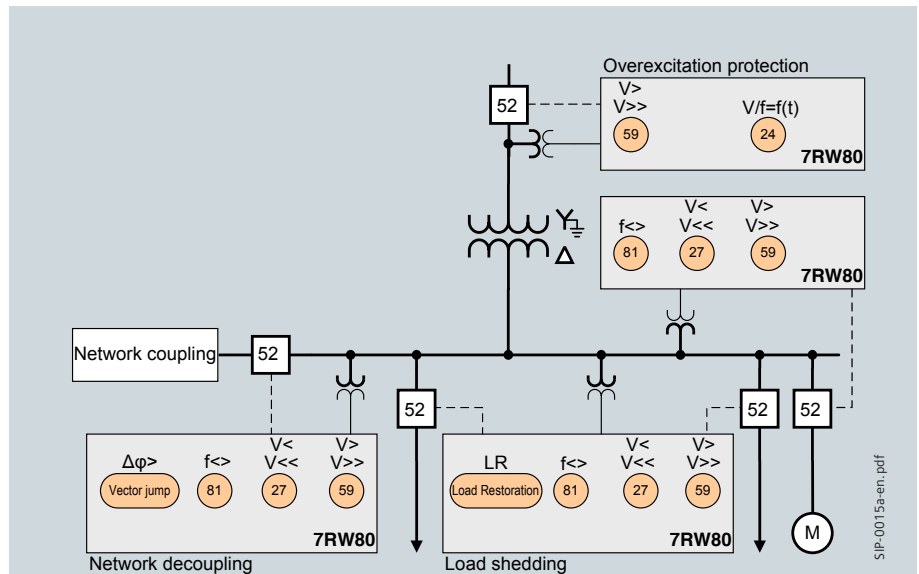 Overexcitation protection
V>
V>>
V/f=f(t)
52
59
24
7RW80
V<
V>
f<>
V<<
V>>
81
27
59
7RW80
Y
Δ
Network coupling
52
52
52
52
V<
V>
Δφ>
f<>
V<<
V>>
Vector jump
81
27
59
7RW80
Network decoupling
V<
V>
LR
f<>
V<<
V>>
Load Restoration
81
27
59
7RW80
Load shedding
M
SIP-0015a-en.pdf